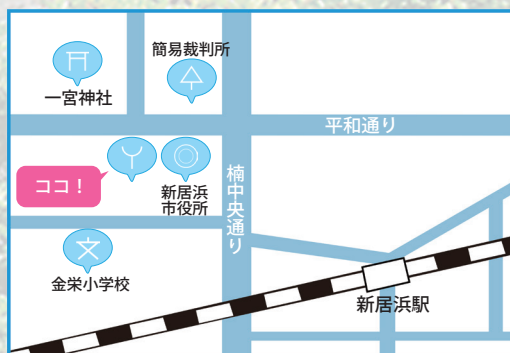 簡易裁判所
一宮神社
平和通り
ココ！
新居浜
市役所
楠中央通り
金栄小学校
新居浜駅